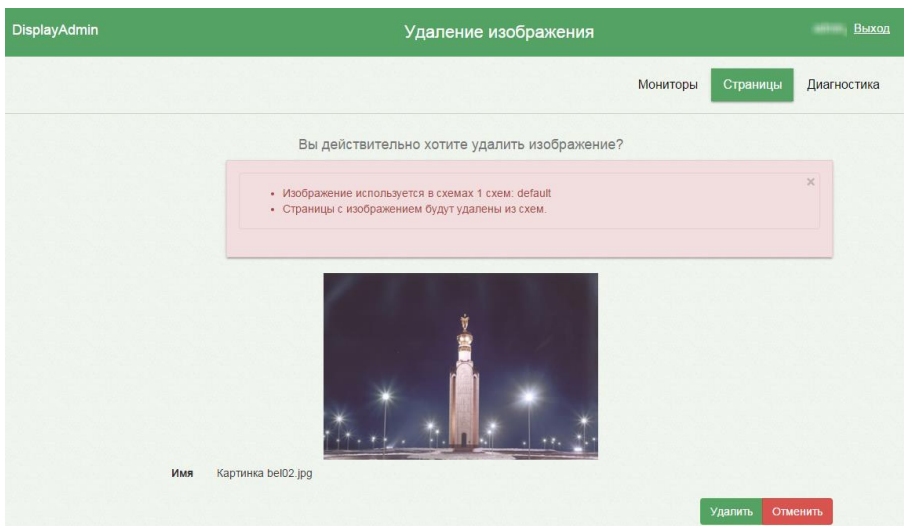 DisplayAdmin
Удаление изображения
Выход
Мониторы
Страницы
Диагностика
Вы действительно хотите удалить изображение?
×
Изображение используется в схемах 1 схем: default
Страницы с изображением будут удалены из схем.
Имя
Картинка bel02.jpg
Удалить
Отменить